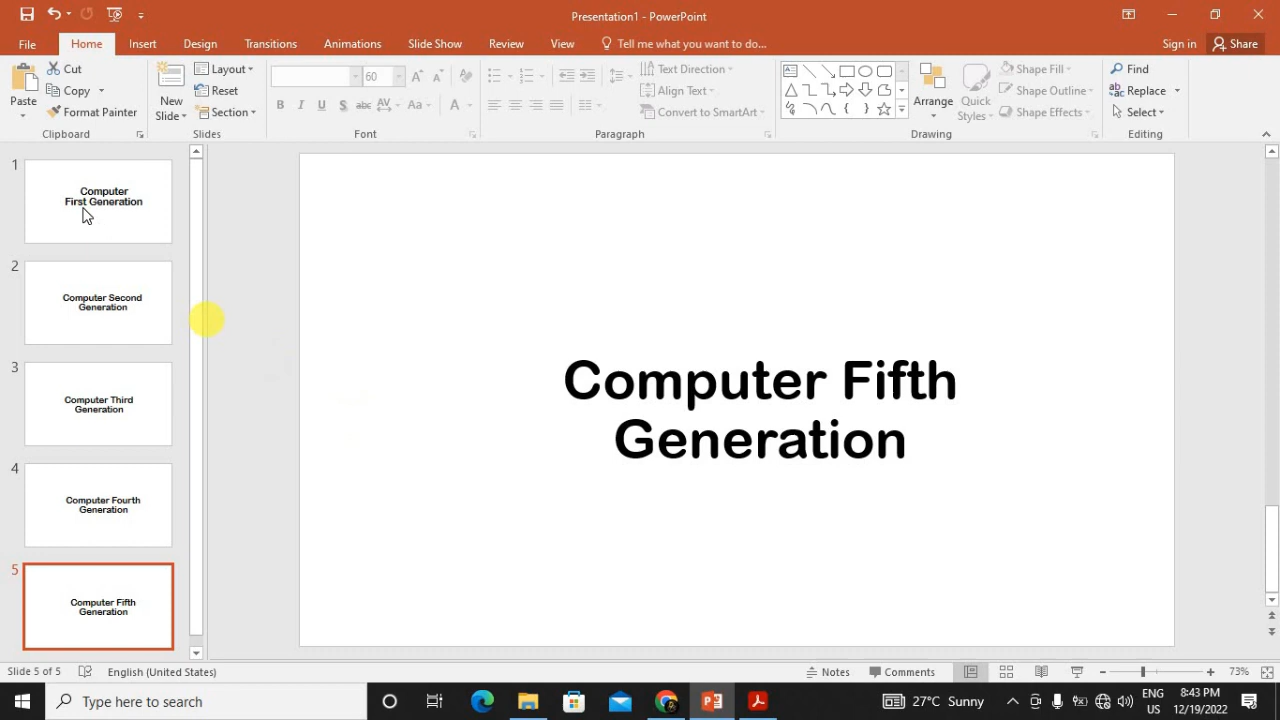 Presentation1 - PowerPoint
File Home Insert Design Transitions Animations Slide Show Review View Tell me what you want to do... Sign in Share
Paste
Cut
Copy
Format Painter
Clipboard
New
Slide
Layout
Reset
Section
Slides
60
B I U S abc AV Aa A
Font
Text Direction
Align Text
Convert to SmartArt
Paragraph
Arrange
Quick
Styles
Shape Fill
Shape Outline
Shape Effects
Drawing
Find
Replace
Select
Editing
1
Computer
First Generation
2
Computer Second
Generation
3
Computer Third
Generation
4
Computer Fourth
Generation
5
Computer Fifth
Generation
Computer Fifth
Generation
Slide 5 of 5 English (United States) Notes Comments 73%
Type here to search
27°C Sunny
ENG
US
8:43 PM
12/19/2022